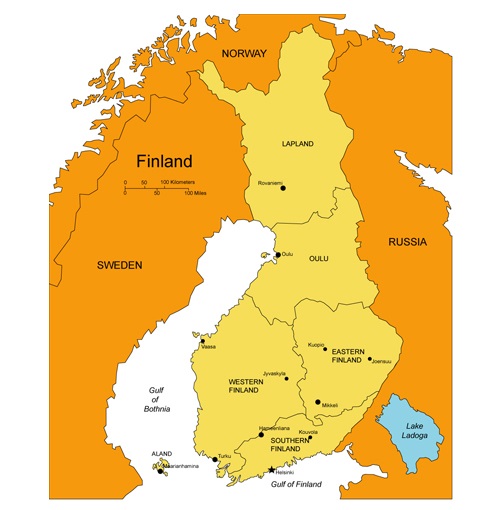 NORWAY
LAPLAND
Finland
0 50 100 Kilometers
0 50 100 Miles
Rovaniemi
RUSSIA
SWEDEN
Oulu
OULU
Vaasa
Kuopio
EASTERN
FINLAND
Joensuu
Jyvaskyla
WESTERN
FINLAND
Mikkeli
Gulf
of
Bothnia
Hameenlinna
Kouvola
SOUTHERN
FINLAND
Lake
Ladoga
ALAND
Maarianhamina
Turku
Helsinki
Gulf of Finland